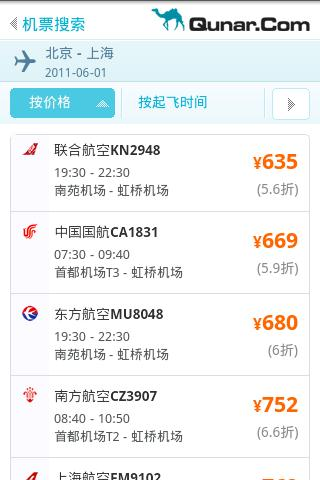 机票搜索
Qunar.Com
北京 - 上海
2011-06-01
按价格
按起飞时间
联合航空KN2948
¥635
19:30 - 22:30
(5.6折)
南苑机场 - 虹桥机场
中国国航CA1831
¥669
07:30 - 09:40
(5.9折)
首都机场T3 - 虹桥机场
东方航空MU8048
¥680
19:30 - 22:30
(6折)
南苑机场 - 虹桥机场
南方航空CZ3907
¥752
08:40 - 10:50
(6.6折)
首都机场T2 - 虹桥机场
上海航空FM9102